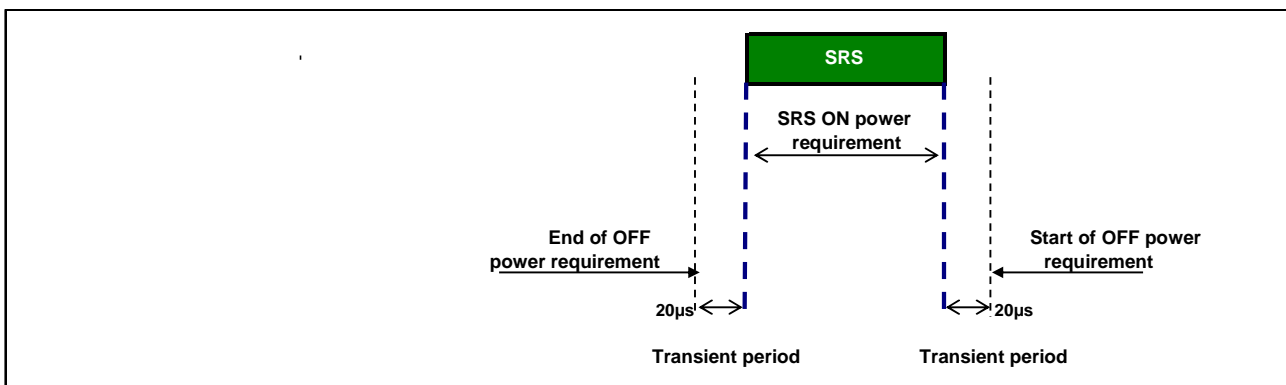 SRS
SRS ON power
requirement
End of OFF
power requirement
Start of OFF power
requirement
20µs
20µs
Transient period
Transient period